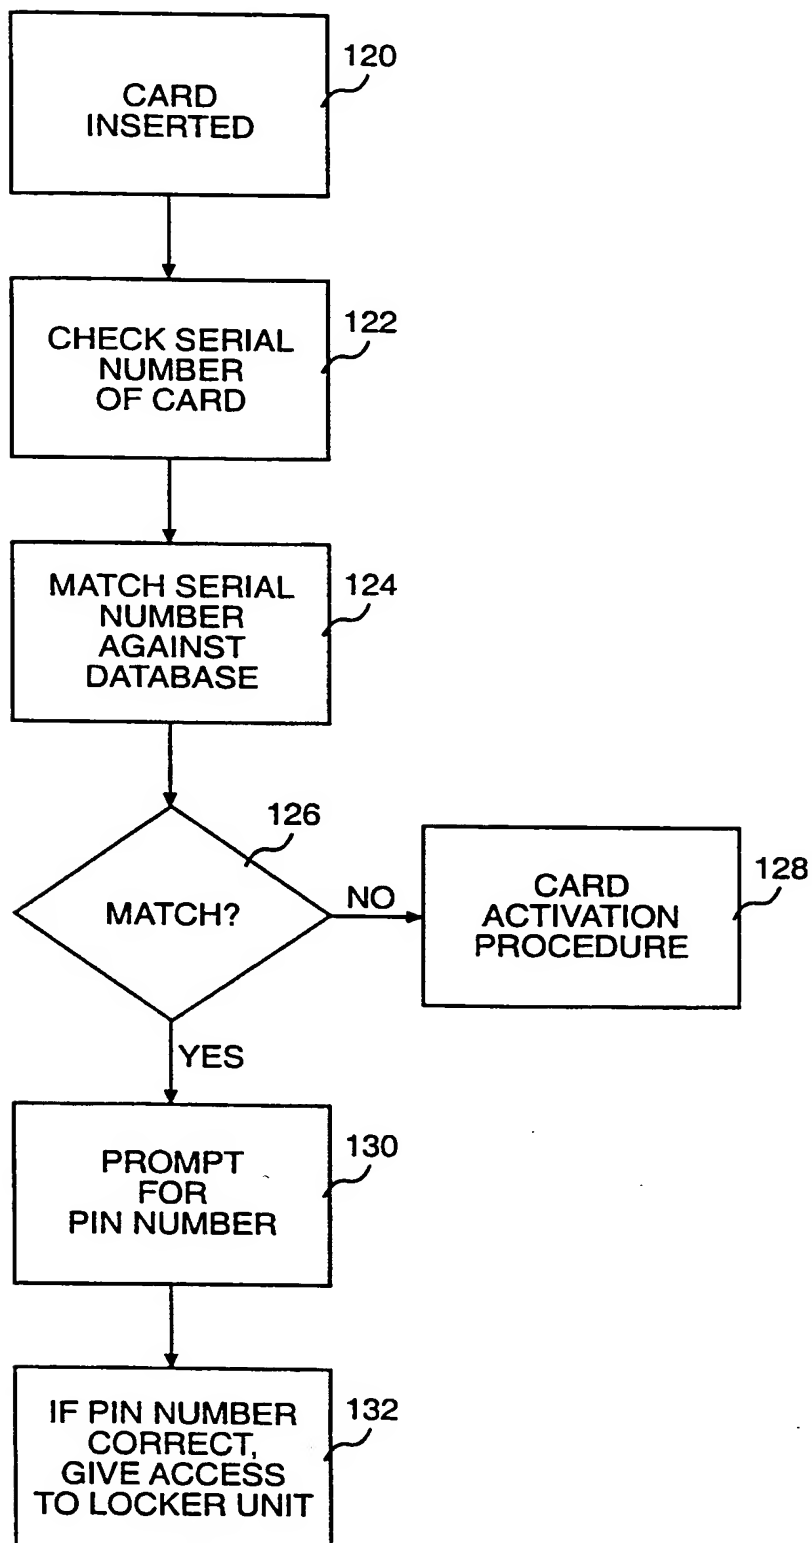 120
CARD
INSERTED
122
CHECK SERIAL
NUMBER
OF CARD
124
MATCH SERIAL
NUMBER
AGAINST
DATABASE
126
MATCH?
NO
128
CARD
ACTIVATION
PROCEDURE
YES
130
PROMPT
FOR
PIN NUMBER
132
IF PIN NUMBER
CORRECT,
GIVE ACCESS
TO LOCKER UNIT